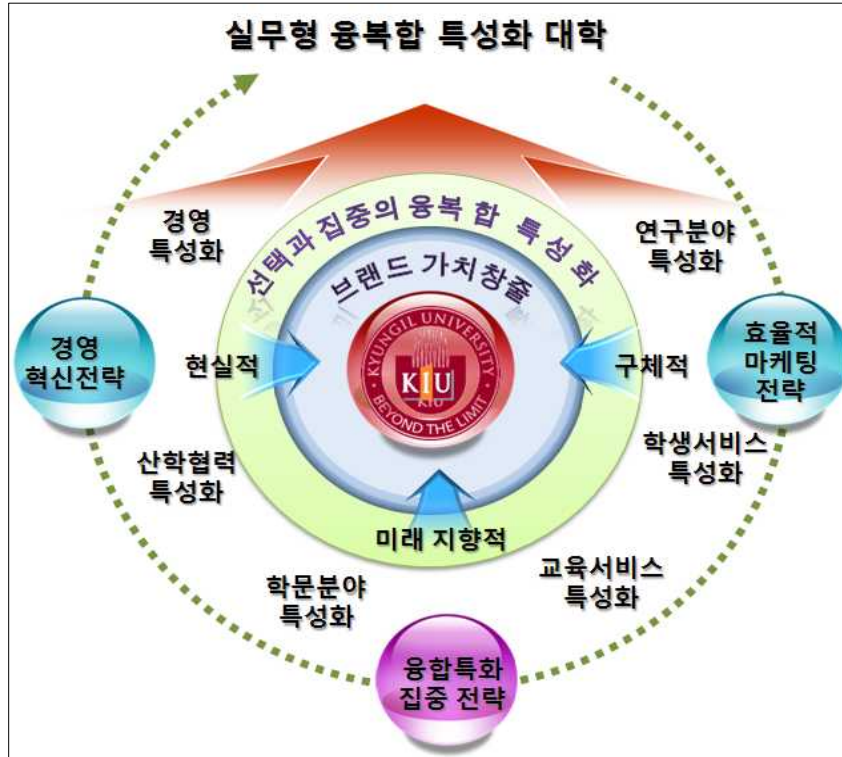 실무형 융복합 특성화 대학
경영
특성화
연구분야
특성화
선택과 집중의 융복합 특성화
브랜드 가치창출
KYUNGIL UNIVERSITY
KIU
BEYOND THE LIMIT
경영
혁신전략
현실적
구체적
효율적
마케팅
전략
산학협력
특성화
학생서비스
특성화
미래 지향적
학문분야
특성화
교육서비스
특성화
융합특화
집중 전략